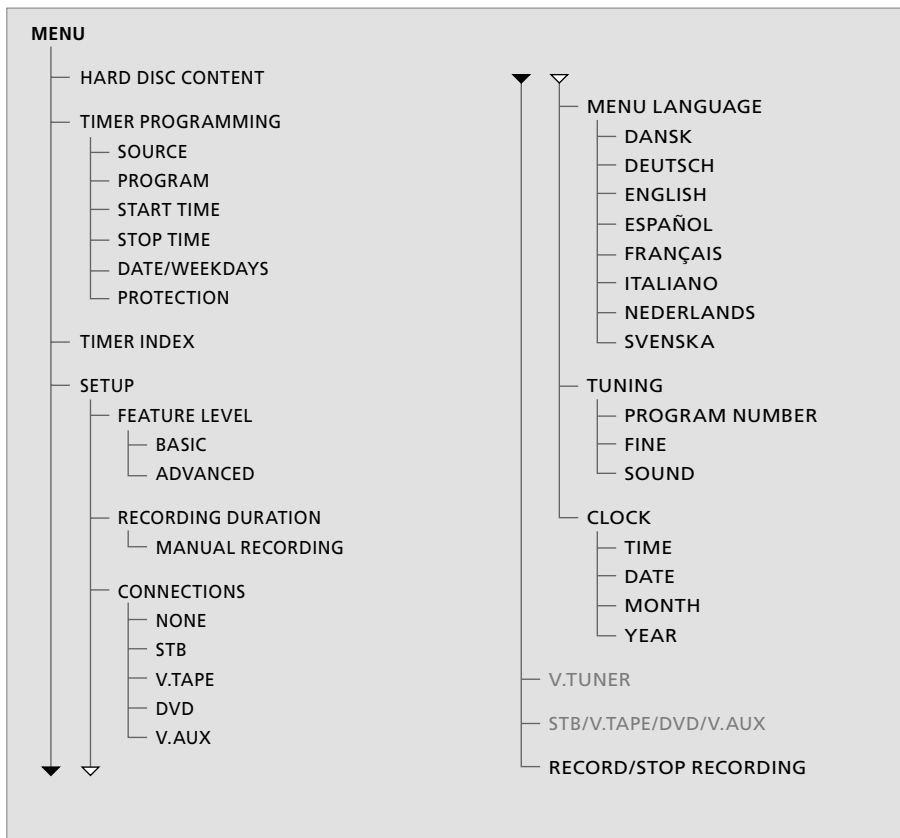 MENU
HARD DISC CONTENT
TIMER PROGRAMMING
SOURCE
PROGRAM
START TIME
STOP TIME
DATE/WEEKDAYS
PROTECTION
TIMER INDEX
SETUP
FEATURE LEVEL
BASIC
ADVANCED
RECORDING DURATION
MANUAL RECORDING
CONNECTIONS
NONE
STB
V.TAPE
DVD
V.AUX
MENU LANGUAGE
DANSK
DEUTSCH
ENGLISH
ESPAÑOL
FRANÇAIS
ITALIANO
NEDERLANDS
SVENSKA
TUNING
PROGRAM NUMBER
FINE
SOUND
CLOCK
TIME
DATE
MONTH
YEAR
V.TUNER
STB/V.TAPE/DVD/V.AUX
RECORD/STOP RECORDING